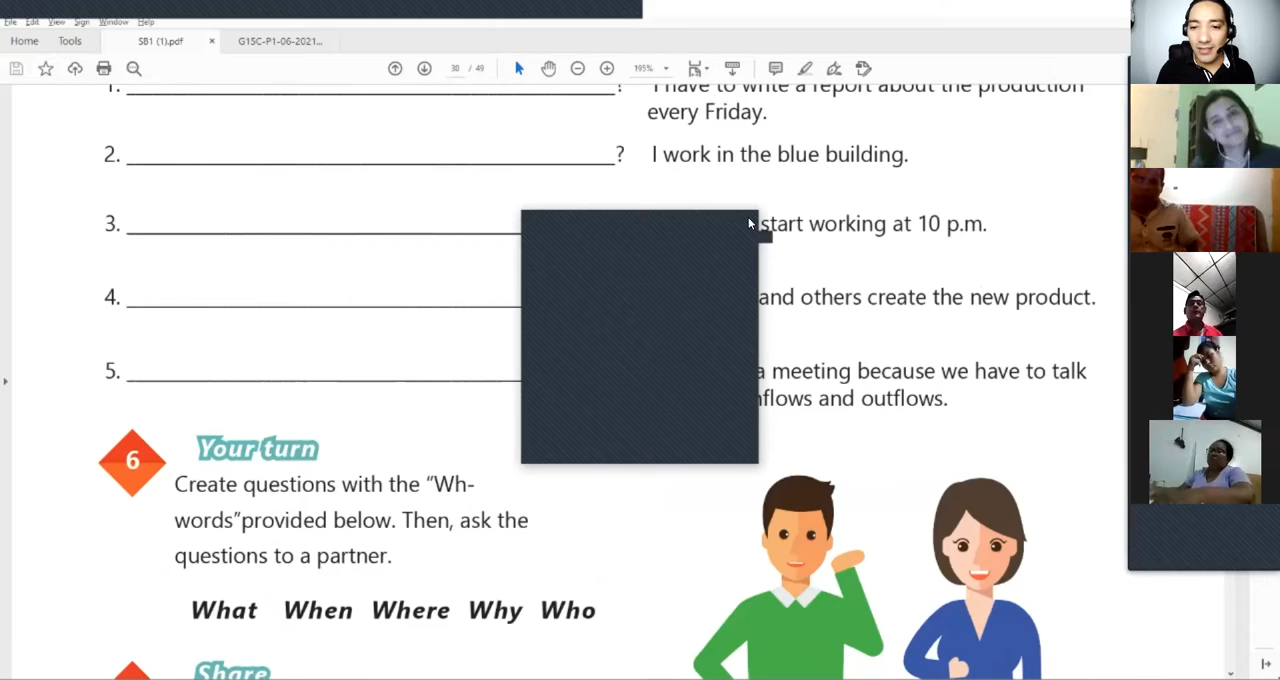 File Edit View Sign Window Help
Home Tools SB1 (1).pdf × G15C-P1-06-2021...
30 / 49 195%
1. ? I have to write a report about the production
every Friday.
2. ? I work in the blue building.
3. start working at 10 p.m.
4. and others create the new product.
5. a meeting because we have to talk
flows and outflows.
6 Your turn
Create questions with the “Wh-
words”provided below. Then, ask the
questions to a partner.
What When Where Why Who
Share